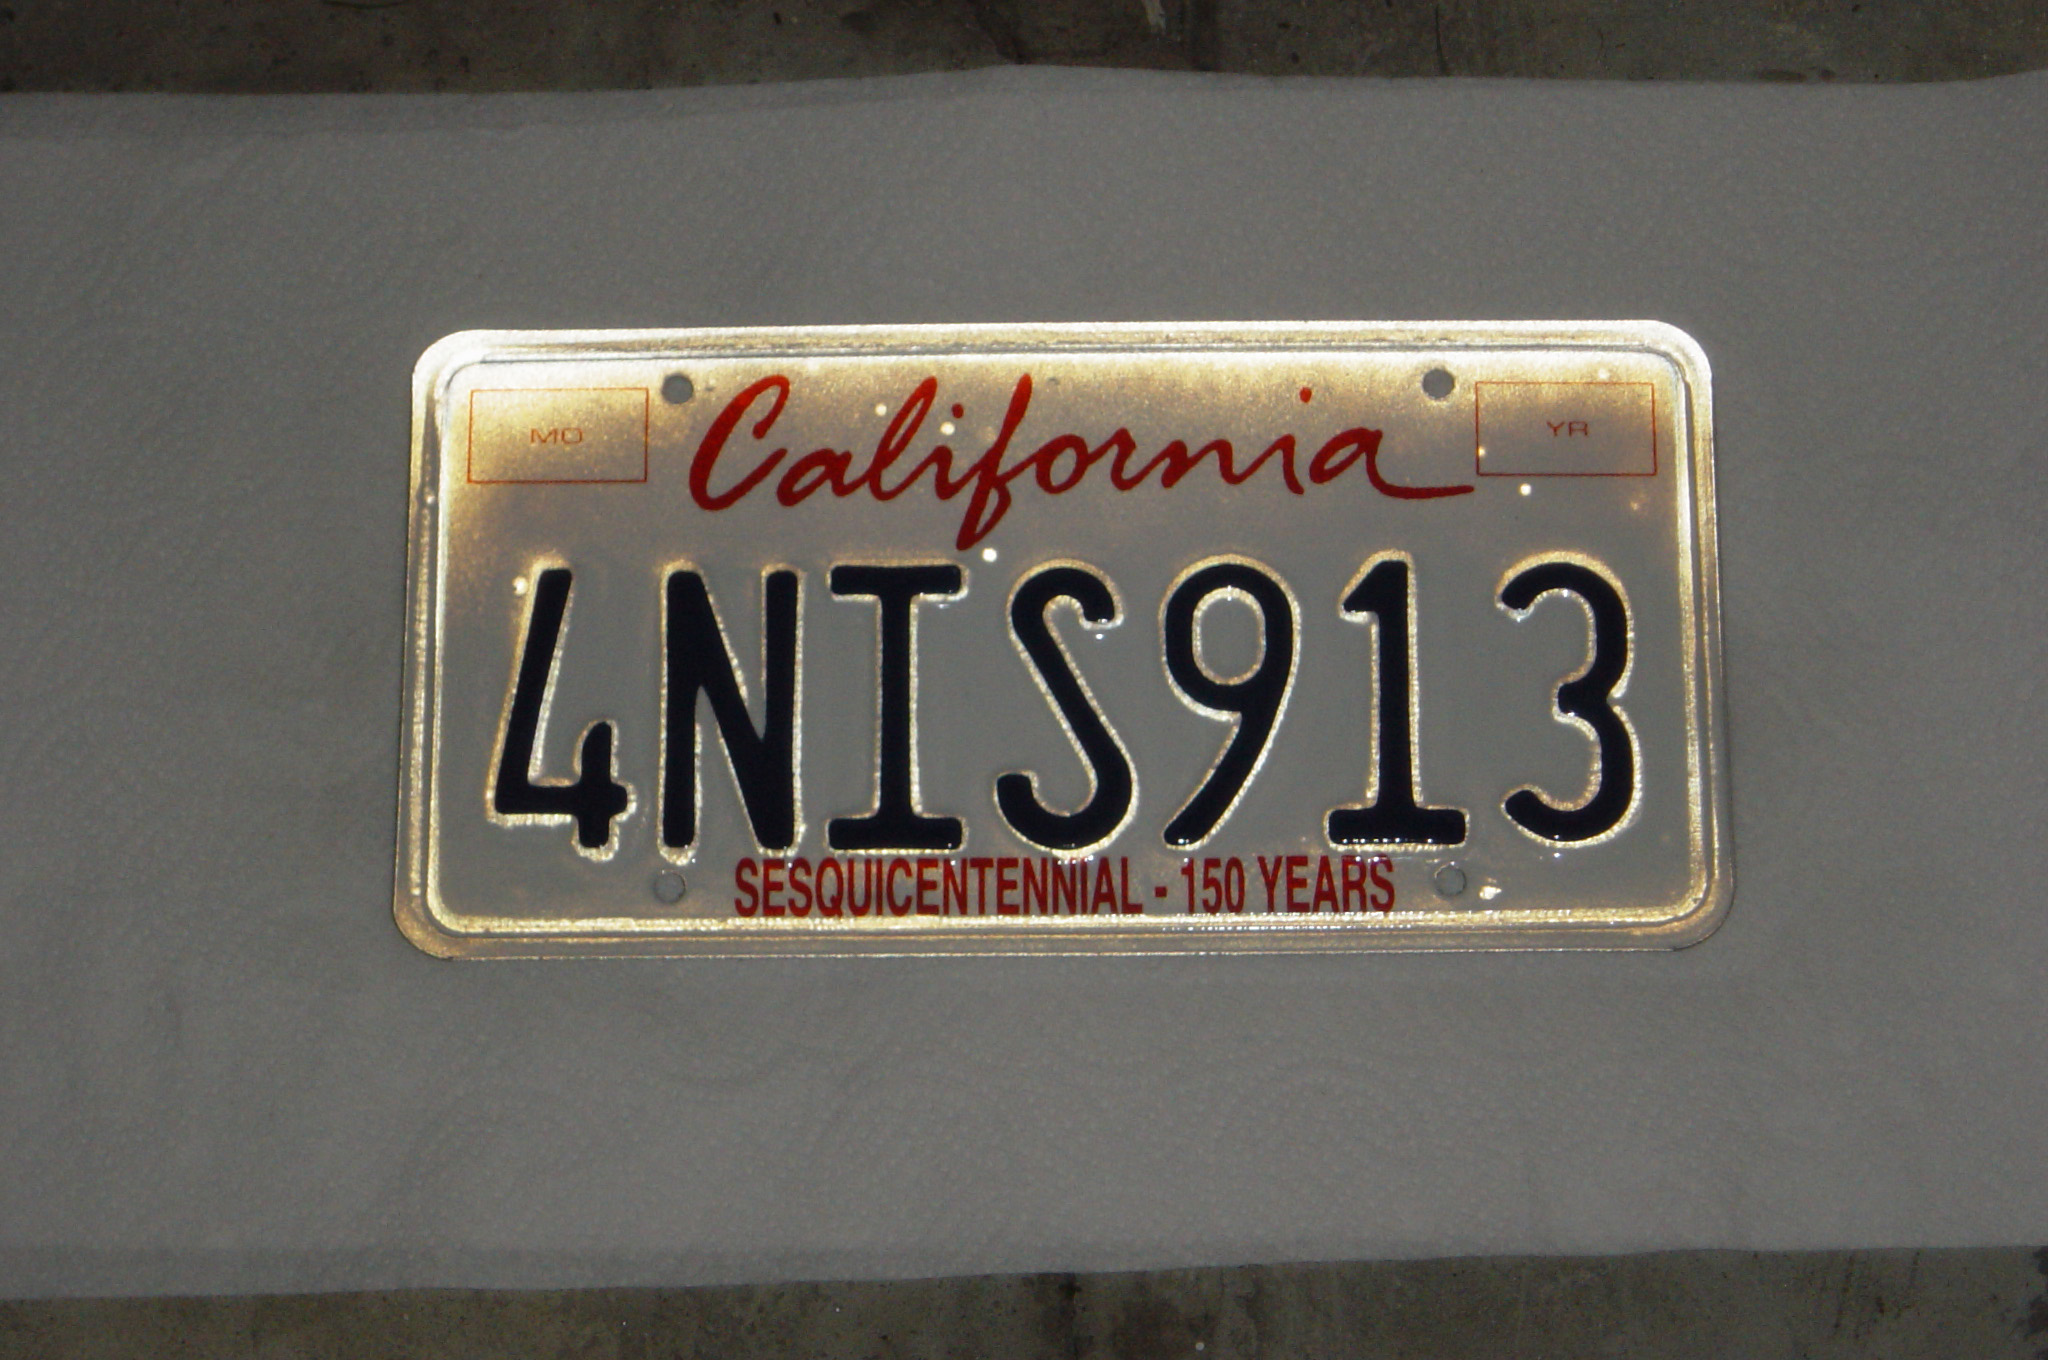 MO California YR
4NIS913
SESQUICENTENNIAL - 150 YEARS